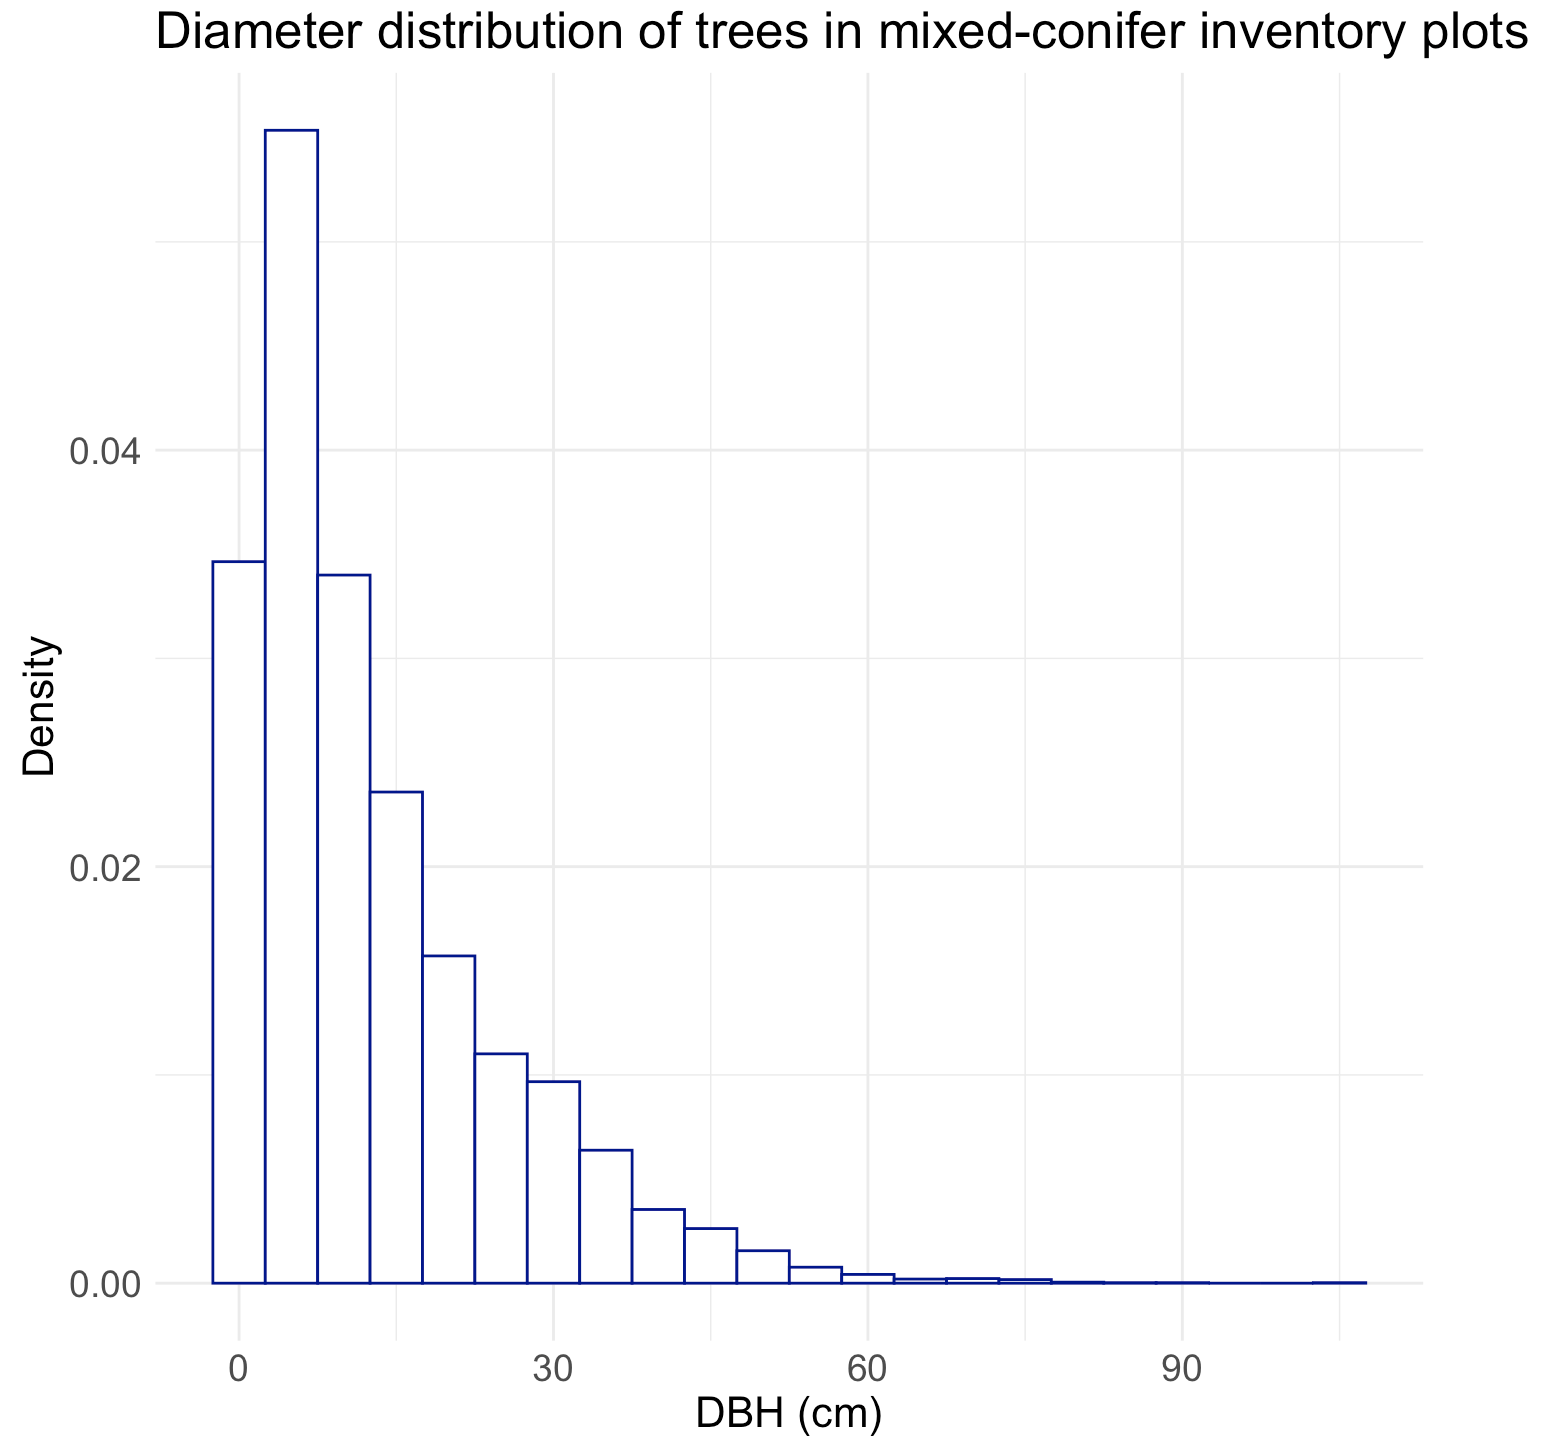 Diameter distribution of trees in mixed-conifer inventory plots
Density
0.04
0.02
0.00
0 30 60 90
DBH (cm)